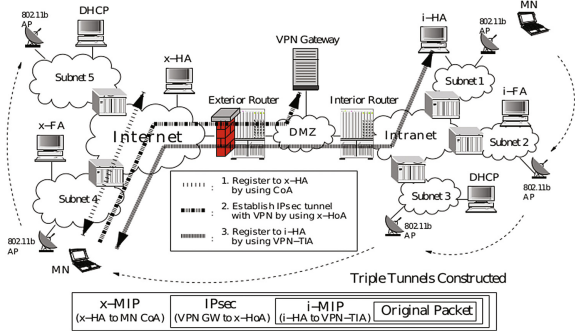 802.11b
AP
DHCP
Subnet 5
x-HA
VPN Gateway
i-HA
802.11b
AP
MN
Subnet 1
i-FA
x-FA
Exterior Router
Interior Router
Internet
DMZ
Intranet
Subnet 2
Subnet 4
Subnet 3
DHCP
802.11b
AP
802.11b
AP
802.11b
AP
MN
: 1. Register to x-HA
by using CoA
: 2. Establish IPsec tunnel
with VPN by using x-HoA
: 3. Register to i-HA
by using VPN-TIA
Triple Tunnels Constructed
x-MIP
(x-HA to MN CoA)
IPsec
(VPN GW to x-HoA)
i-MIP
(i-HA to VPN-TIA)
Original Packet